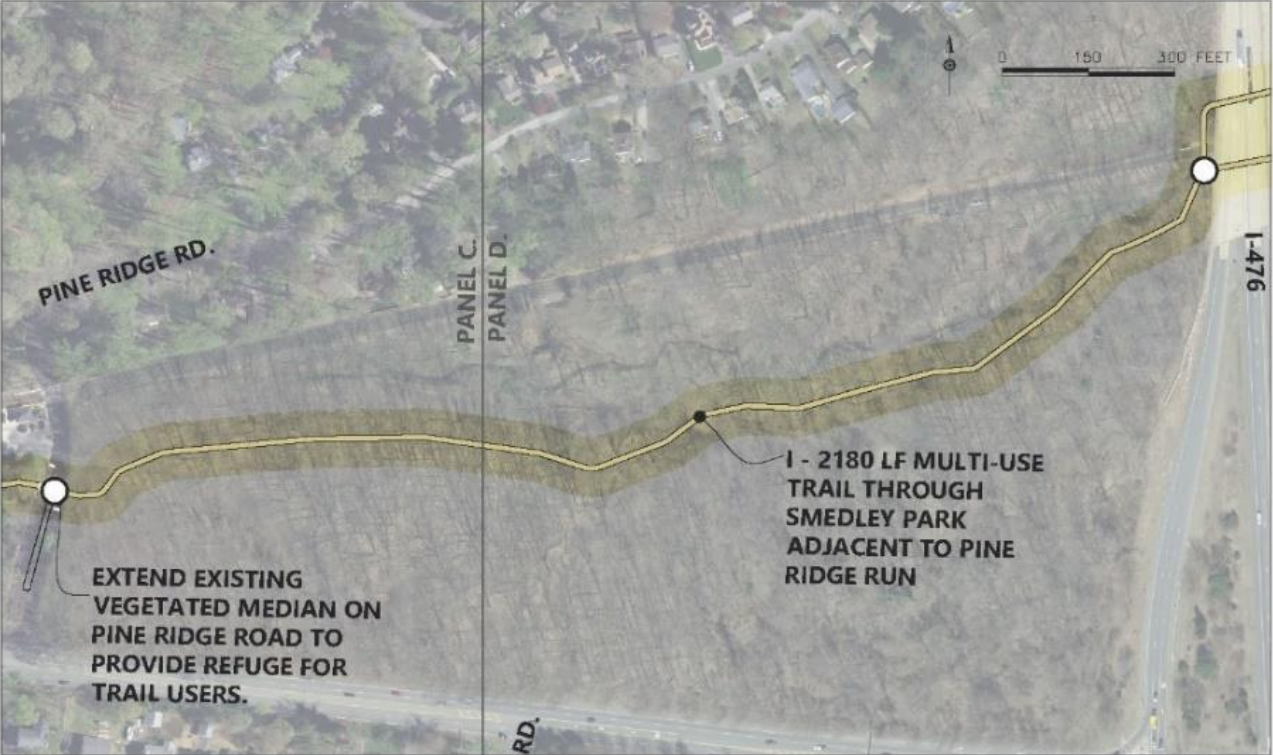 0 150 300 FEET
PINE RIDGE RD.
PANEL C.
PANEL D.
I-476
I - 2180 LF MULTI-USE
TRAIL THROUGH
SMEDLEY PARK
ADJACENT TO PINE
RIDGE RUN
EXTEND EXISTING
VEGETATED MEDIAN ON
PINE RIDGE ROAD TO
PROVIDE REFUGE FOR
TRAIL USERS.
RD.